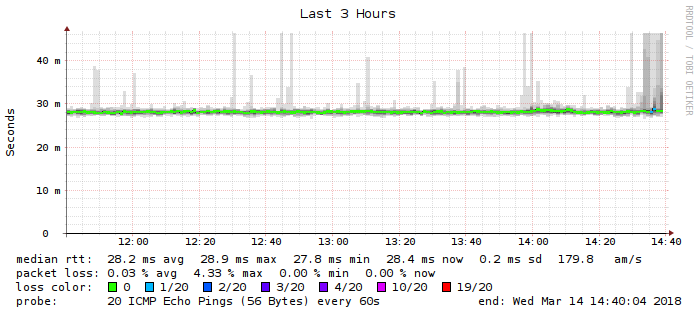 Last 3 Hours
RRDTOOL / TOBI OETIKER
Seconds
40 m
30 m
20 m
10 m
0
12:00 12:20 12:40 13:00 13:20 13:40 14:00 14:20 14:40
median rtt: 28.2 ms avg 28.9 ms max 27.8 ms min 28.4 ms now 0.2 ms sd 179.8 am/s
packet loss: 0.03 % avg 4.33 % max 0.00 % min 0.00 % now
loss color: 0 1/20 2/20 3/20 4/20 10/20 19/20
probe: 20 ICMP Echo Pings (56 Bytes) every 60s end: Wed Mar 14 14:40:04 2018